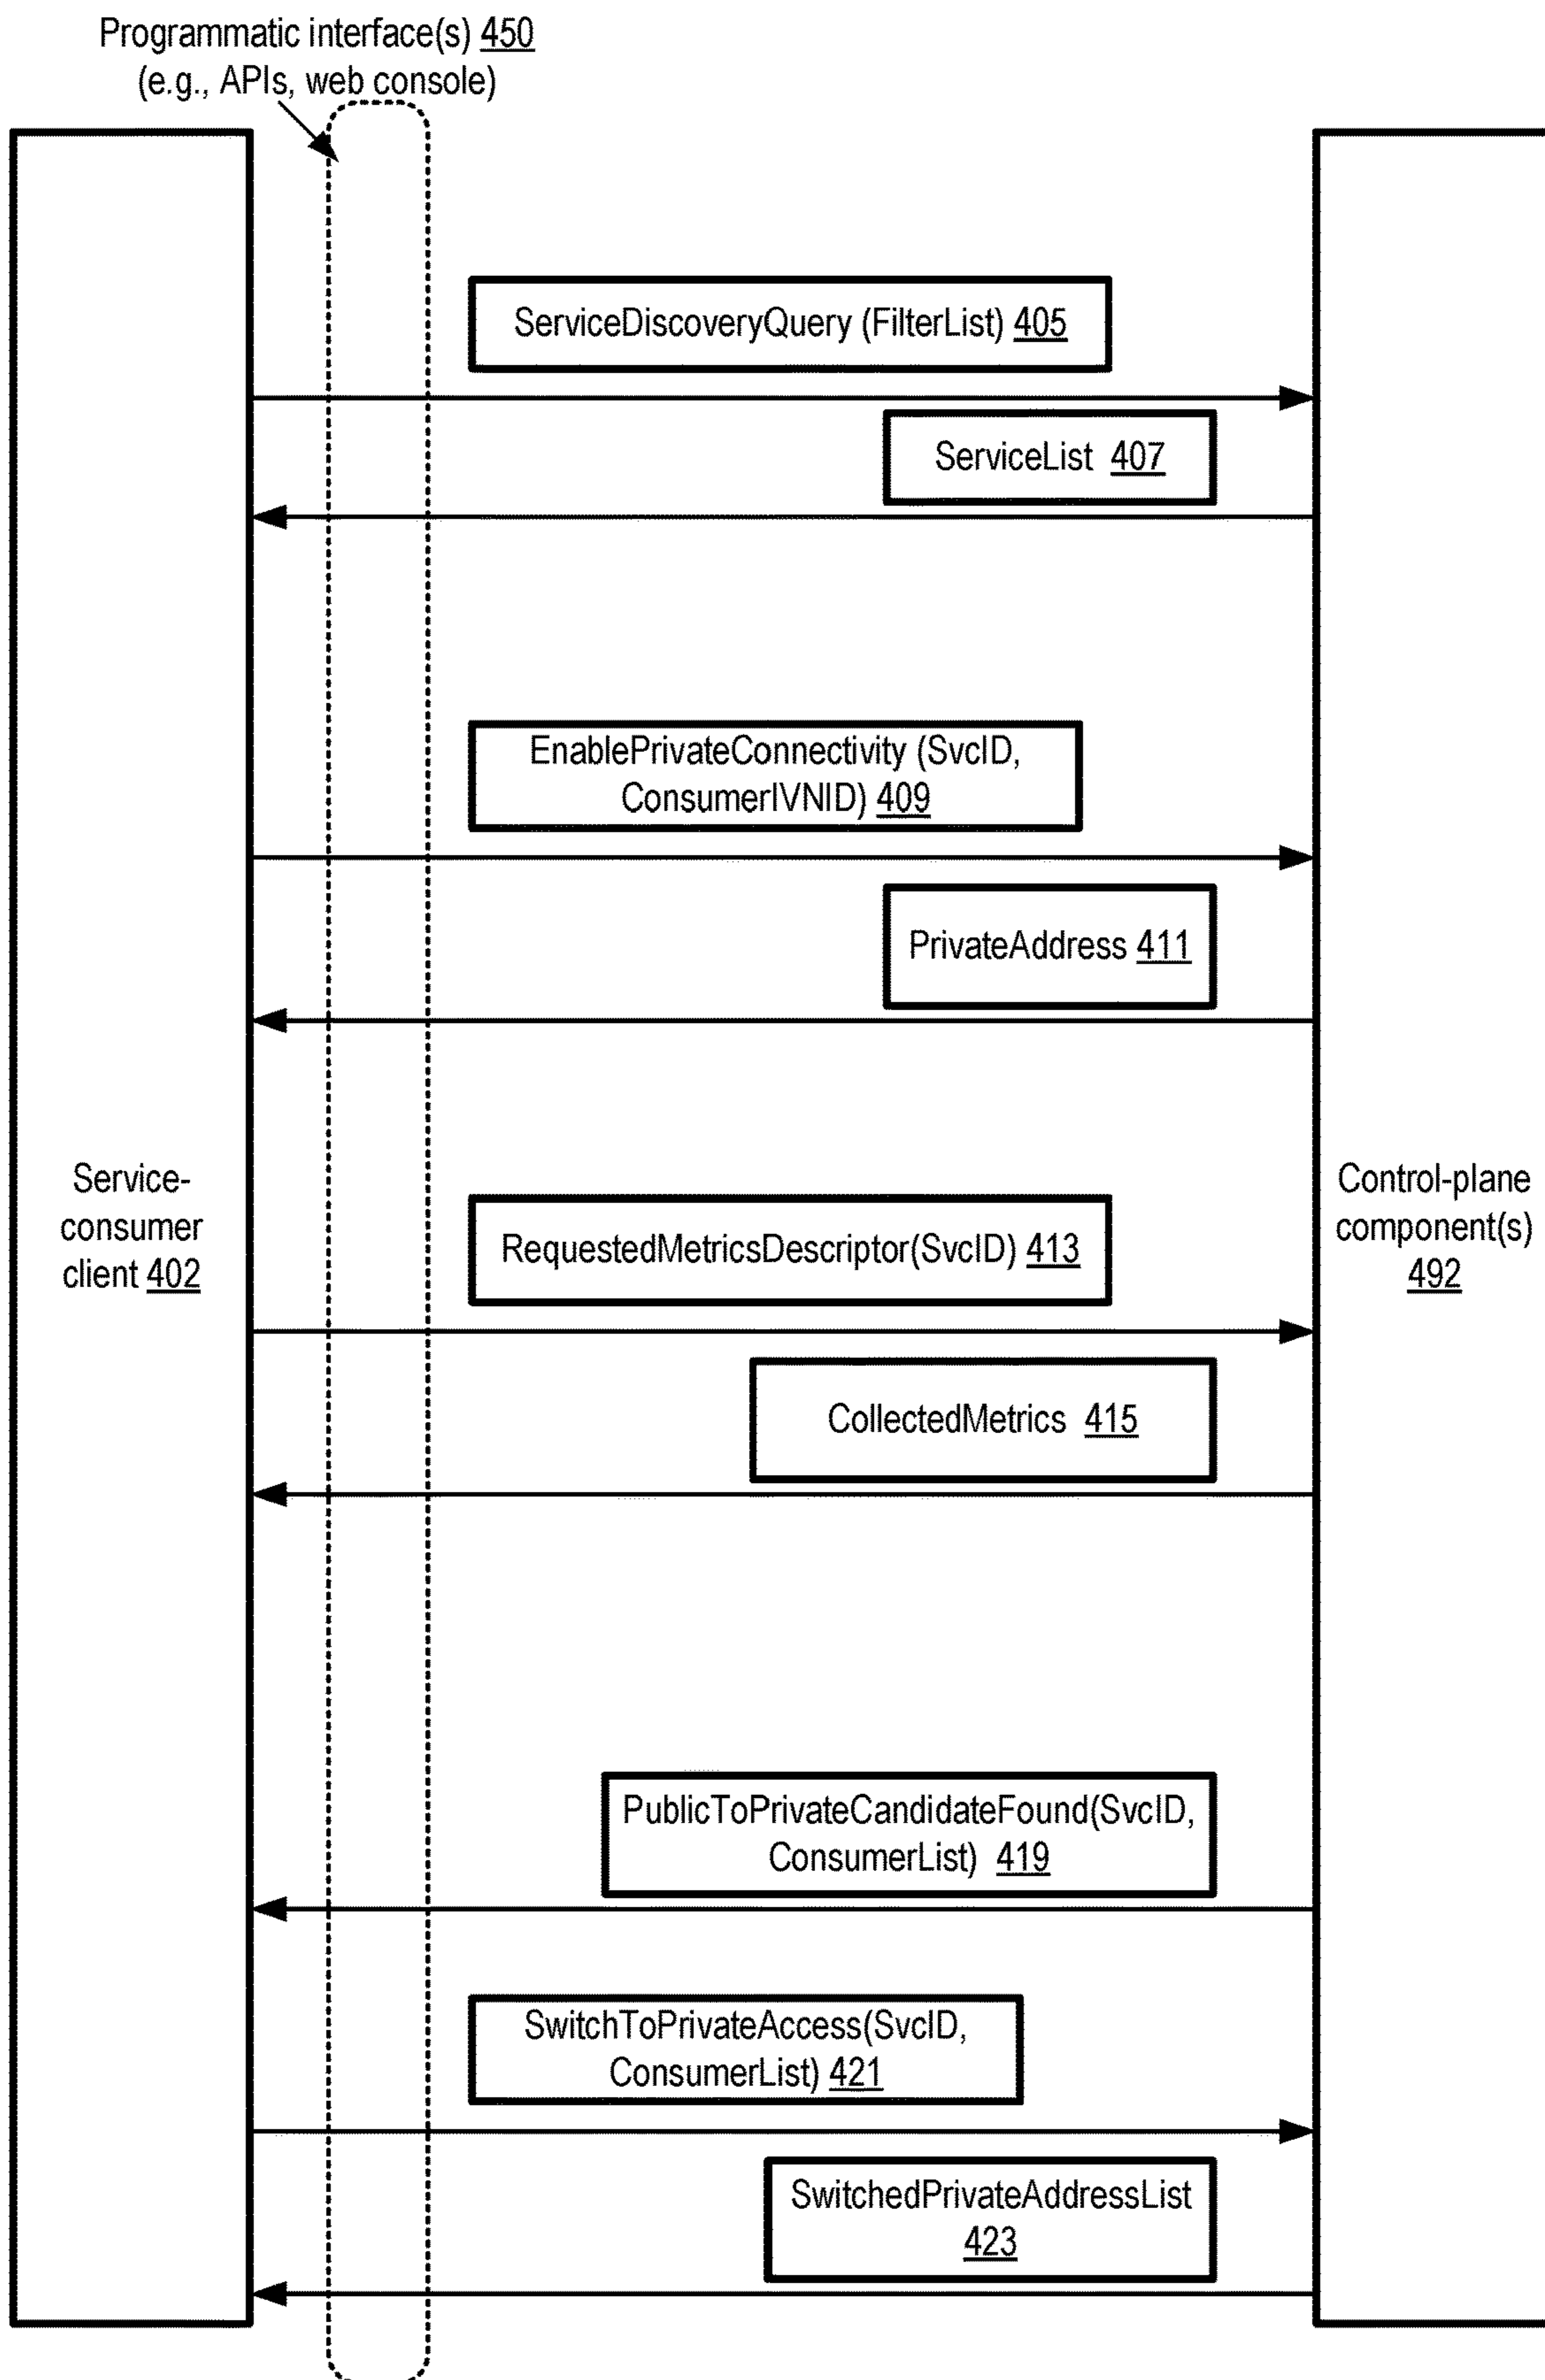 Programmatic interface(s) 450
(e.g., APIs, web console)
ServiceDiscoveryQuery (FilterList) 405
ServiceList 407
EnablePrivateConnectivity (SvcID,
ConsumerIVNID) 409
PrivateAddress 411
Service-
consumer
client 402
Control-plane
component(s)
492
RequestedMetricsDescriptor(SvcID) 413
CollectedMetrics 415
PublicToPrivateCandidateFound(SvcID,
ConsumerList) 419
SwitchToPrivateAccess(SvcID,
ConsumerList) 421
SwitchedPrivateAddressList
423